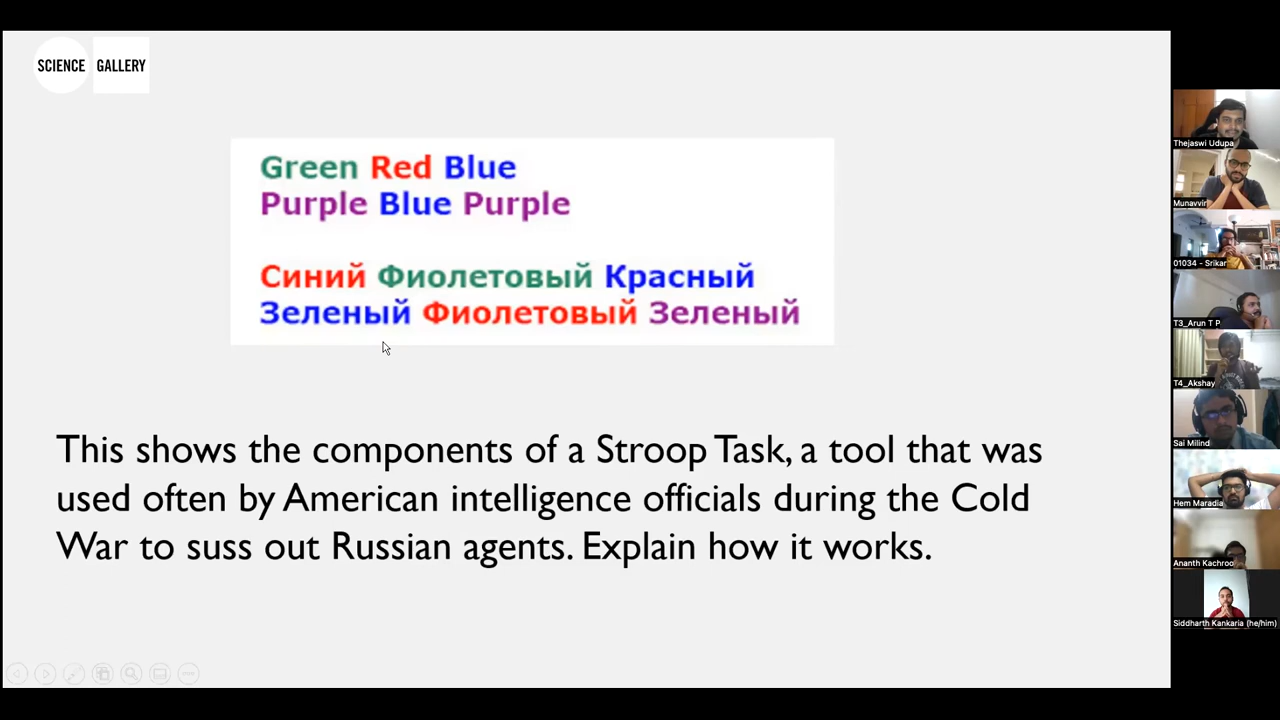 SCIENCE GALLERY
Green Red Blue
Purple Blue Purple
Синий Фиолетовый Красный
Зеленый Фиолетовый Зеленый
This shows the components of a Stroop Task, a tool that was
used often by American intelligence officials during the Cold
War to suss out Russian agents. Explain how it works.
Thejaswi Udupa
Munavvir
01034 - Srikar
T3_Arun T P
T4_Akshay
Sai Milind
Hem Maradia
Ananth Kachroo
Siddharth Kankaria (he/him)